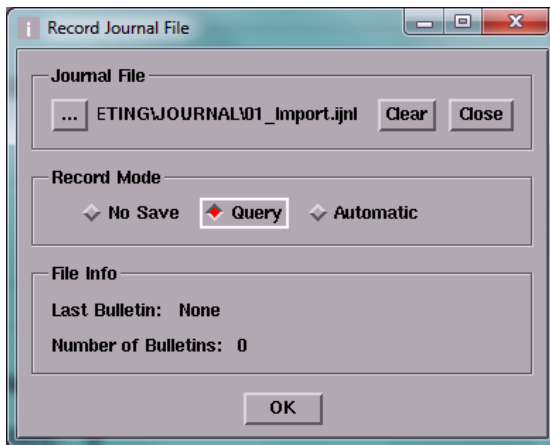 Record Journal File
Journal File
... ETING\JOURNAL\01_Import.ijnl Clear Close
Record Mode
No Save Query Automatic
File Info
Last Bulletin: None
Number of Bulletins: 0
OK